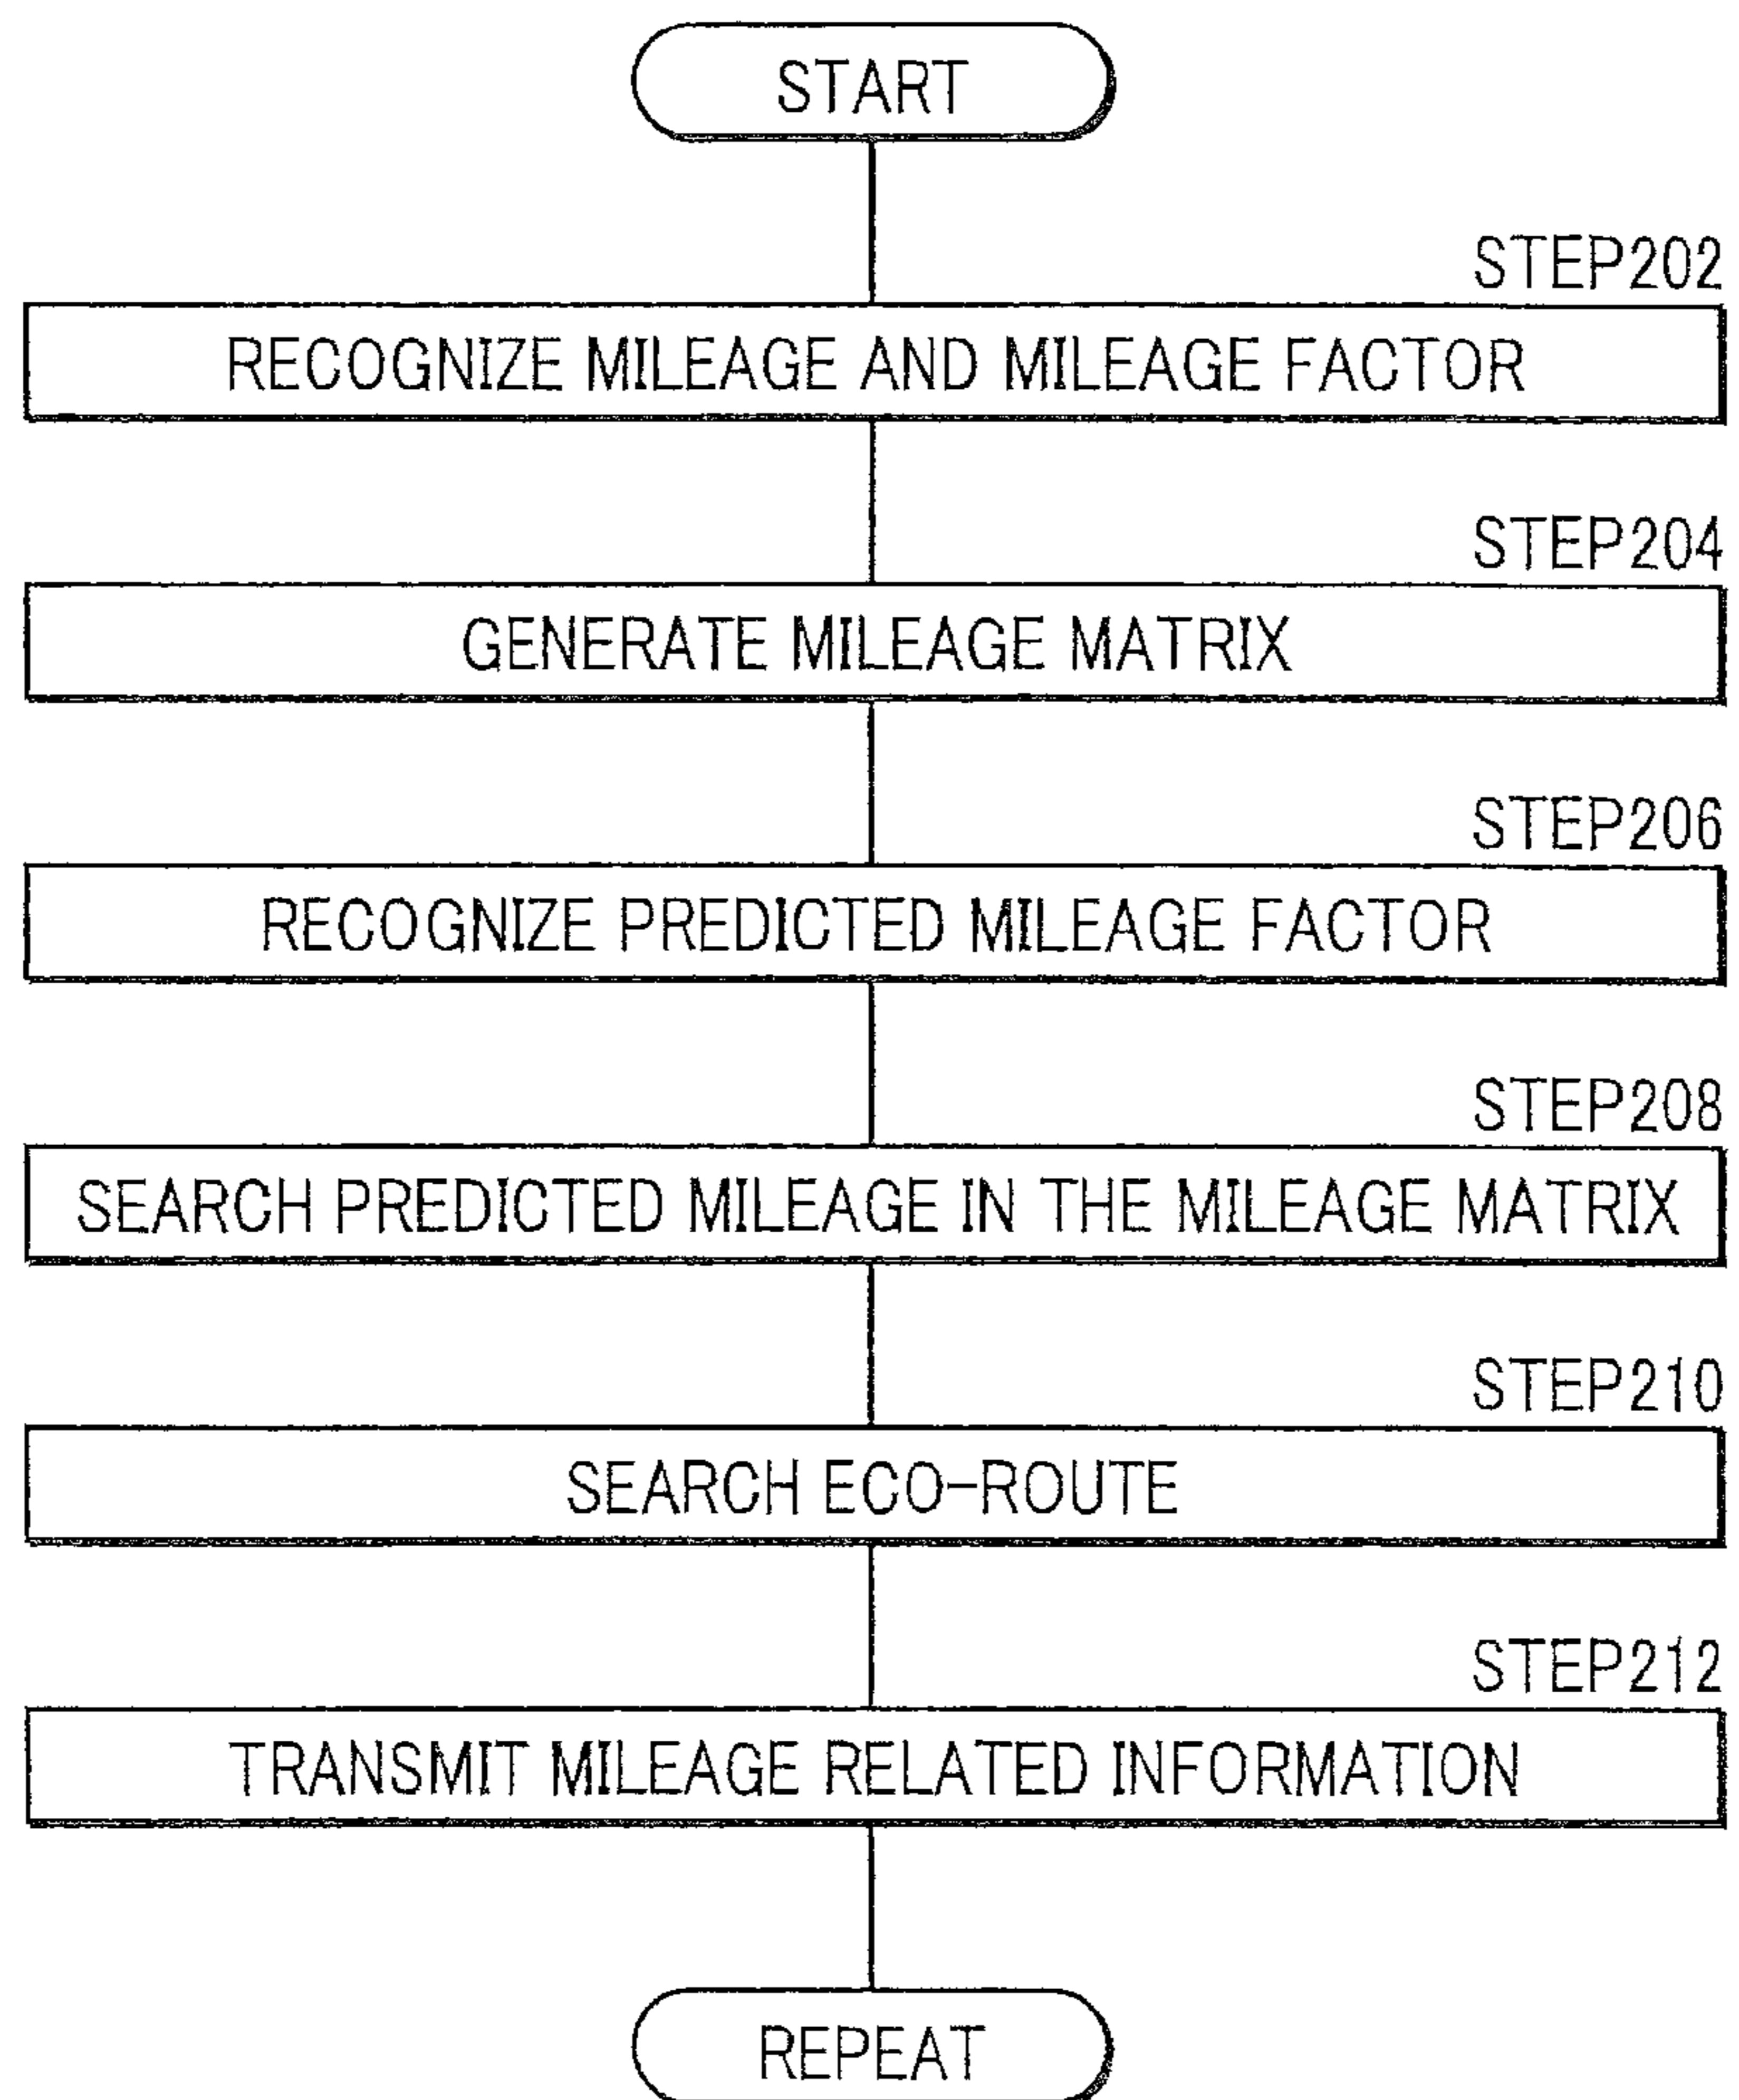 START
STEP202
RECOGNIZE MILEAGE AND MILEAGE FACTOR
STEP204
GENERATE MILEAGE MATRIX
STEP206
RECOGNIZE PREDICTED MILEAGE FACTOR
STEP208
SEARCH PREDICTED MILEAGE IN THE MILEAGE MATRIX
STEP210
SEARCH ECO-ROUTE
STEP212
TRANSMIT MILEAGE RELATED INFORMATION
REPEAT